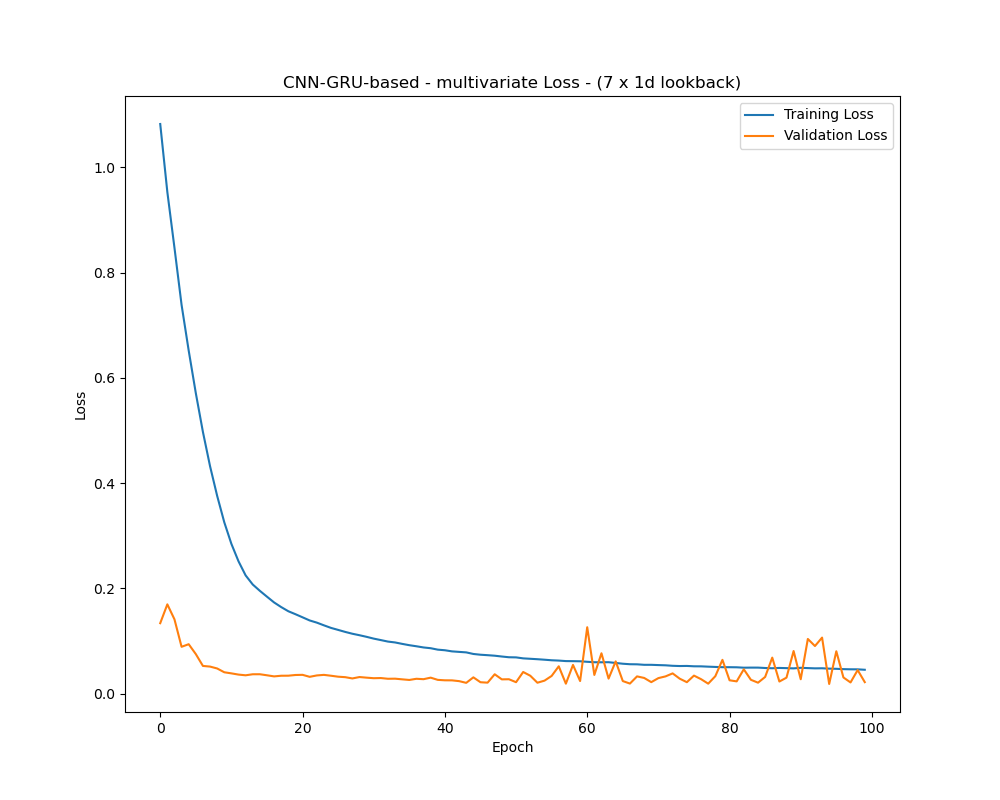 CNN-GRU-based - multivariate Loss - (7 x 1d lookback)
Training Loss
Validation Loss
1.0
0.8
0.6
0.4
0.2
0.0
Loss
0
20
40
60
80
100
Epoch